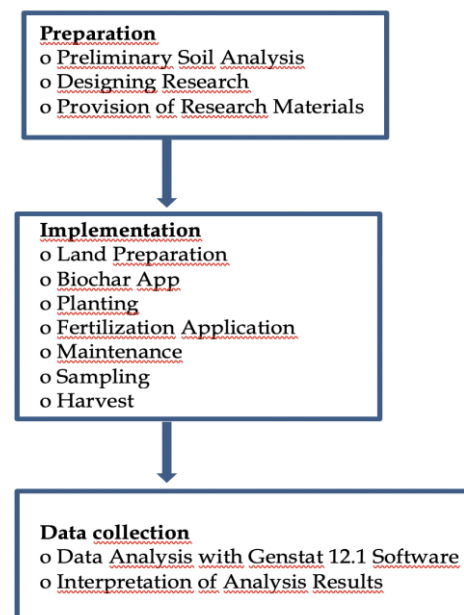 Preparation
o Preliminary Soil Analysis
o Designing Research
o Provision of Research Materials
Implementation
o Land Preparation
o Biochar App
o Planting
o Fertilization Application
o Maintenance
o Sampling
o Harvest
Data collection
o Data Analysis with Genstat 12.1 Software
o Interpretation of Analysis Results